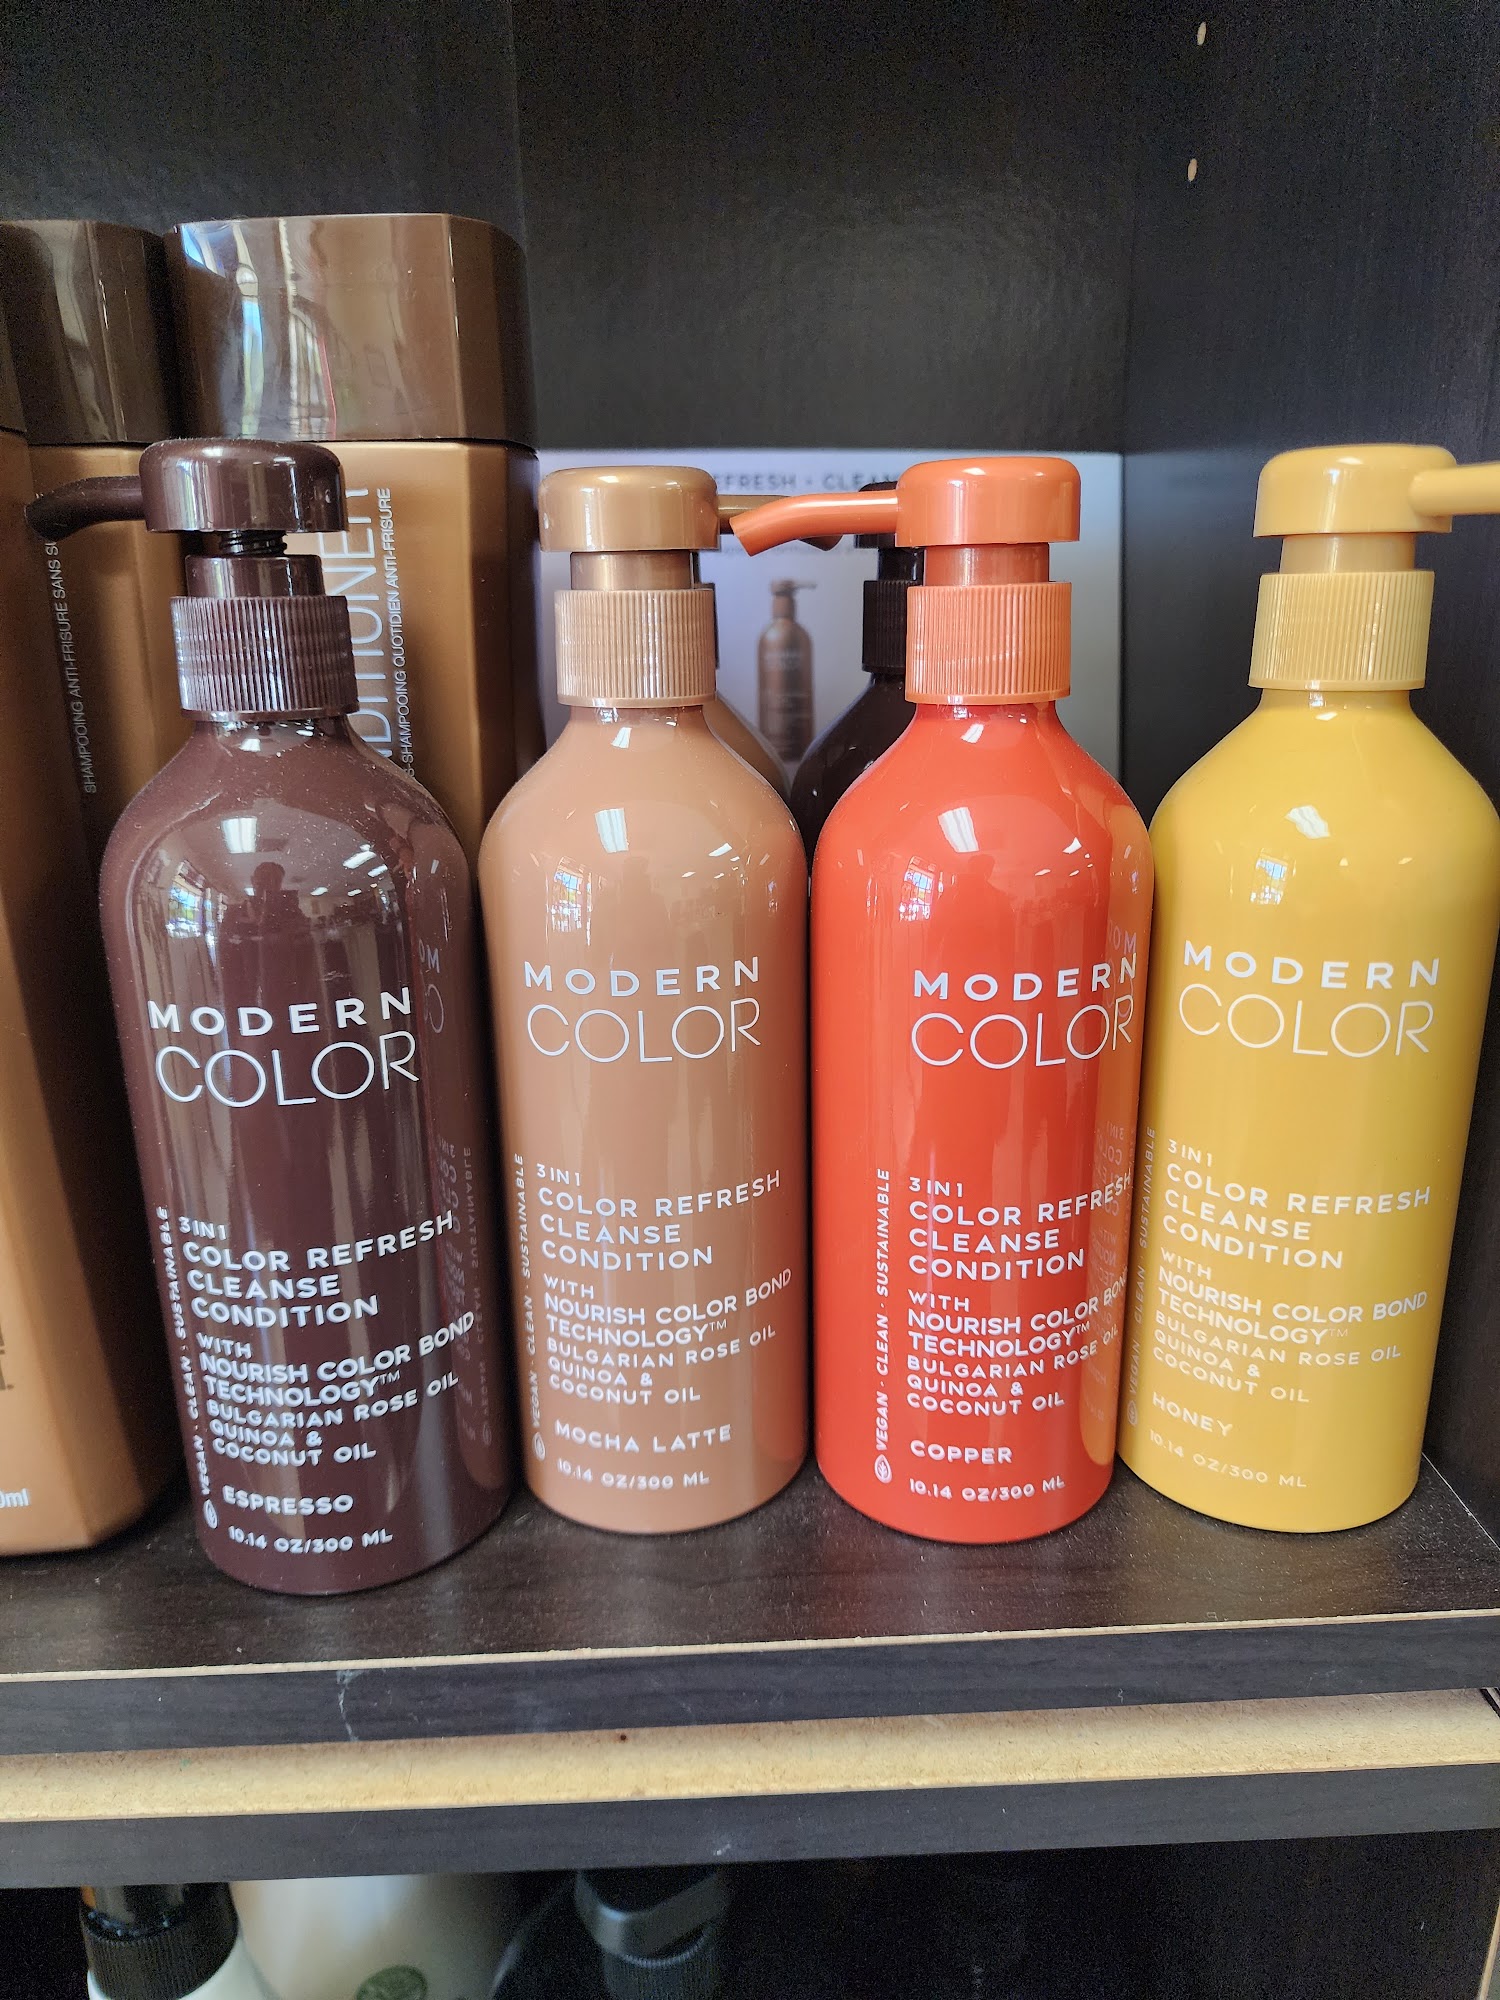 SHAMPOOING ANTI-FRISURE SANS
NDITIONER
S-SHAMPOOING QUOTIDIEN ANTI-FRISURE
EFRESH • CLEA
0ml
MODERN
COLOR
3IN1
COLOR REFRESH
CLEANSE
CONDITION
WITH
NOURISH COLOR BOND
TECHNOLOGY™
BULGARIAN ROSE OIL
QUINOA &
COCONUT OIL
ESPRESSO
10.14 OZ/300 ML
VEGAN · CLEAN · SUSTAINABLE
MODERN
COLOR
3IN1
COLOR REFRESH
CLEANSE
CONDITION
WITH
NOURISH COLOR BOND
TECHNOLOGY™
BULGARIAN ROSE OIL
QUINOA &
COCONUT OIL
MOCHA LATTE
10.14 OZ/300 ML
VEGAN · CLEAN · SUSTAINABLE
MODERN
COLOR
3IN1
COLOR REFRESH
CLEANSE
CONDITION
WITH
NOURISH COLOR BOND
TECHNOLOGY™
BULGARIAN ROSE OIL
QUINOA &
COCONUT OIL
COPPER
10.14 OZ/300 ML
VEGAN · CLEAN · SUSTAINABLE
MODERN
COLOR
3IN1
COLOR REFRESH
CLEANSE
CONDITION
WITH
NOURISH COLOR BOND
TECHNOLOGY™
BULGARIAN ROSE OIL
QUINOA &
COCONUT OIL
HONEY
10.14 OZ/300 ML
VEGAN · CLEAN · SUSTAINABLE